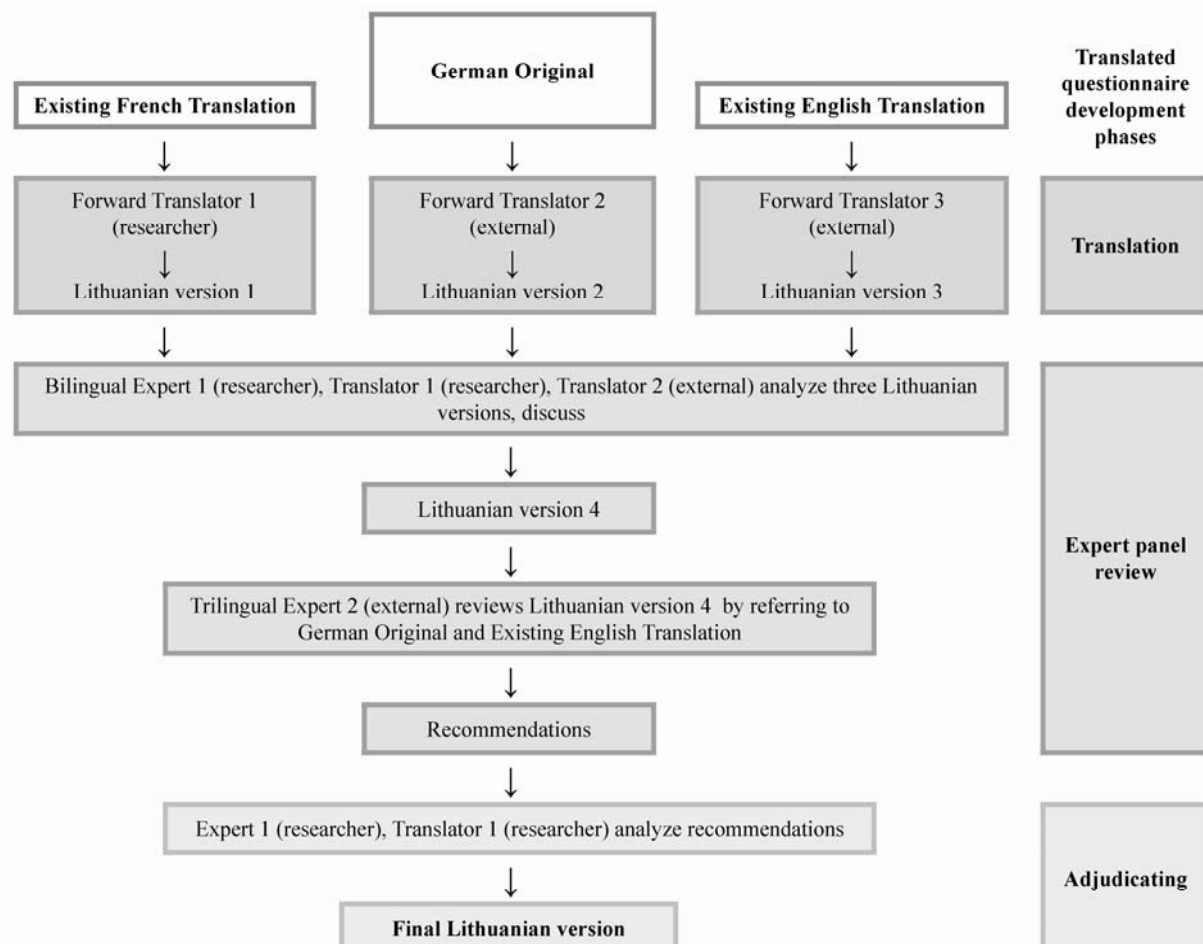 German Original
Existing French Translation
Existing English Translation
Translated
questionnaire
development
phases
↓ ↓ ↓
Forward Translator 1
(researcher)
↓
Lithuanian version 1
Forward Translator 2
(external)
↓
Lithuanian version 2
Forward Translator 3
(external)
↓
Lithuanian version 3
Translation
↓ ↓ ↓
Bilingual Expert 1 (researcher), Translator 1 (researcher), Translator 2 (external) analyze three Lithuanian
versions, discuss
↓
Lithuanian version 4
↓
Trilingual Expert 2 (external) reviews Lithuanian version 4 by referring to
German Original and Existing English Translation
↓
Recommendations
Expert panel
review
↓
Expert 1 (researcher), Translator 1 (researcher) analyze recommendations
↓
Final Lithuanian version
Adjudicating